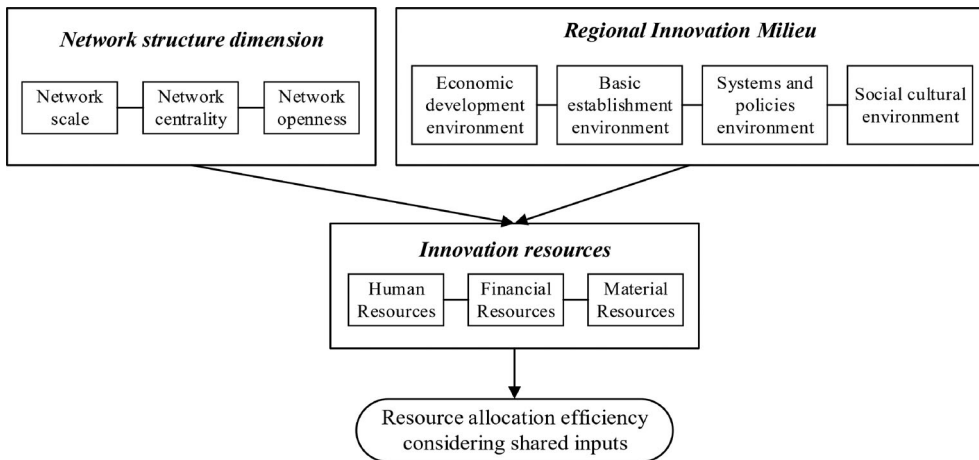 Network structure dimension
Network
scale
Network
centrality
Network
openness
Regional Innovation Milieu
Economic
development
environment
Basic
establishment
environment
Systems and
policies
environment
Social cultural
environment
Innovation resources
Human
Resources
Financial
Resources
Material
Resources
Resource allocation efficiency
considering shared inputs